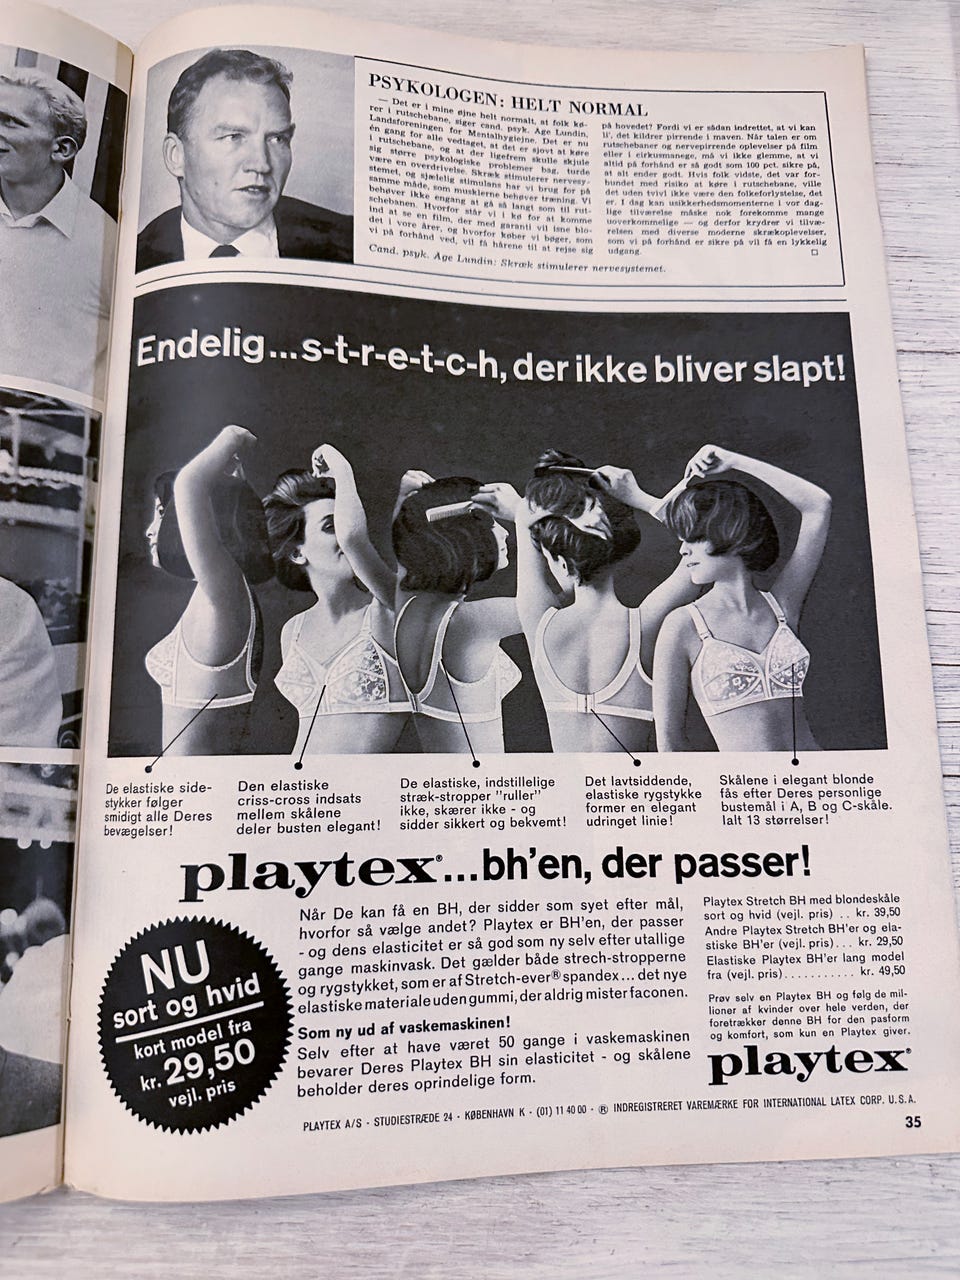 PSYKOLOGEN: HELT NORMAL
— Det er i mine øjne helt normalt, at folk kø-
rer i rutschebane, siger cand. psyk. Age Lundin,
Landsforeningen for Mentalhygiejne. Det er nu
én gang for alle vedtaget, at det er sjovt at køre
i rutschebane, og at der ligefrem skulle skjule
sig større psykologiske problemer bag, turde
være en overdrivelse. Skræk stimulerer nervesy-
stemet, og sjælelig stimulans har vi brug for på
samme måde, som musklerne behøver træning. Vi
behøver ikke engang at gå så langt som til rut-
schebanen. Hvorfor står vi i kø for at komme
ind at se en film, der med garanti vil isne blo-
det i vore årer, og hvorfor køber vi bøger, som
vi på forhånd ved, vil få hårene til at rejse sig
på hovedet? Fordi vi er sådan indrettet, at vi kan
li', det kildrer pirrende i maven. Når talen er om
rutschebaner og nervepirrende oplevelser på film
eller i cirkusmanege, må vi ikke glemme, at vi
altid på forhånd er så godt som 100 pct. sikre på,
at alt ender godt. Hvis folk vidste, det var for-
bundet med risiko at køre i rutschebane, ville
det uden tvivl ikke være den folkeforlystelse, det
er. I dag kan usikkerhedsmomenterne i vor dag-
lige tilværelse måske nok forekomme mange
uoverkommelige — og derfor krydrer vi tilvæ-
relsen med diverse moderne skrækoplevelser,
som vi på forhånd er sikre på vil få en lykkelig
udgang.
Cand. psyk. Age Lundin: Skræk stimulerer nervesystemet.
Endelig...s-t-r-e-t-c-h, der ikke bliver slapt!
De elastiske side-
stykker følger
smidigt alle Deres
bevægelser!
Den elastiske
criss-cross indsats
mellem skålene
deler busten elegant!
De elastiske, indstillelige
stræk-stropper "ruller"
ikke, skærer ikke - og
sidder sikkert og bekvemt!
Det lavtsiddende,
elastiske rygstykke
former en elegant
udringet linie!
Skålene i elegant blonde
fås efter Deres personlige
bustemål i A, B og C-skåle.
Ialt 13 størrelser!
playtex®...bh'en, der passer!
NU
sort og hvid
kort model fra
kr. 29,50
vejl. pris
Når De kan få en BH, der sidder som syet efter mål,
hvorfor så vælge andet? Playtex er BH'en, der passer
- og dens elasticitet er så god som ny selv efter utallige
gange maskinvask. Det gælder både strech-stropperne
og rygstykket, som er af Stretch-ever® spandex... det nye
elastiske materiale uden gummi, der aldrig mister faconen.
Som ny ud af vaskemaskinen!
Selv efter at have været 50 gange i vaskemaskinen
bevarer Deres Playtex BH sin elasticitet - og skålene
beholder deres oprindelige form.
Playtex Stretch BH med blondeskåle
sort og hvid (vejl. pris) .. kr. 39,50
Andre Playtex Stretch BH'er og ela-
stiske BH'er (vejl. pris)... kr. 29,50
Elastiske Playtex BH'er lang model
fra (vejl. pris)........... kr. 49,50
Prøv selv en Playtex BH og følg de mil-
lioner af kvinder over hele verden, der
foretrækker denne BH for den pasform
og komfort, som kun en Playtex giver.
playtex®
PLAYTEX A/S - STUDIESTRÆDE 24 - KØBENHAVN K - (01) 11 40 00 - ® INDREGISTRERET VAREMÆRKE FOR INTERNATIONAL LATEX CORP. U.S.A.
35